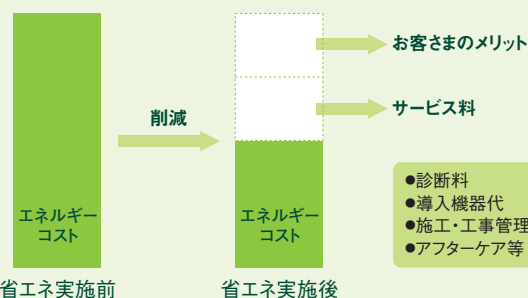 お客さまのメリット
サービス料
削減
エネルギー
コスト
エネルギー
コスト
●診断料
●導入機器代
●施工・工事管理
●アフターケア等
省エネ実施前
省エネ実施後